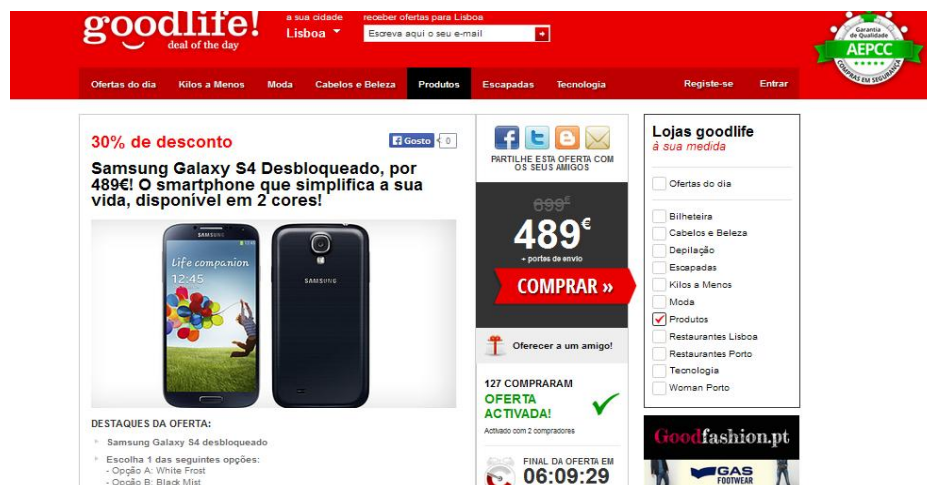 goodlife!
deal of the day
a sua cidade
Lisboa
receber ofertas para Lisboa
Escreva aqui o seu e-mail
Garantia
de Qualidade
AEPCC
COMPRAS EM SEGURANÇA
Ofertas do dia
Kilos a Menos
Moda
Cabelos e Beleza
Produtos
Escapadas
Tecnologia
Registe-se
Entrar
30% de desconto
Gosto
0
Samsung Galaxy S4 Desbloqueado, por
489€! O smartphone que simplifica a sua
vida, disponível em 2 cores!
SAMSUNG
Life companion
12:45
SAMSUNG
DESTAQUES DA OFERTA:
Samsung Galaxy S4 desbloqueado
Escolha 1 das seguintes opções:
- Opção A: White Frost
- Opção B: Black Mist
PARTILHE ESTA OFERTA COM
OS SEUS AMIGOS
699€
489€
+ portes de envio
COMPRAR »
Oferecer a um amigo!
127 COMPRARAM
OFERTA
ACTIVADA!
Activado com 2 compradores
FINAL DA OFERTA EM
06:09:29
Lojas goodlife
à sua medida
Ofertas do dia
Bilheteira
Cabelos e Beleza
Depilação
Escapadas
Kilos a Menos
Moda
Produtos
Restaurantes Lisboa
Restaurantes Porto
Tecnologia
Woman Porto
Goodfashion.pt
GAS
FOOTWEAR